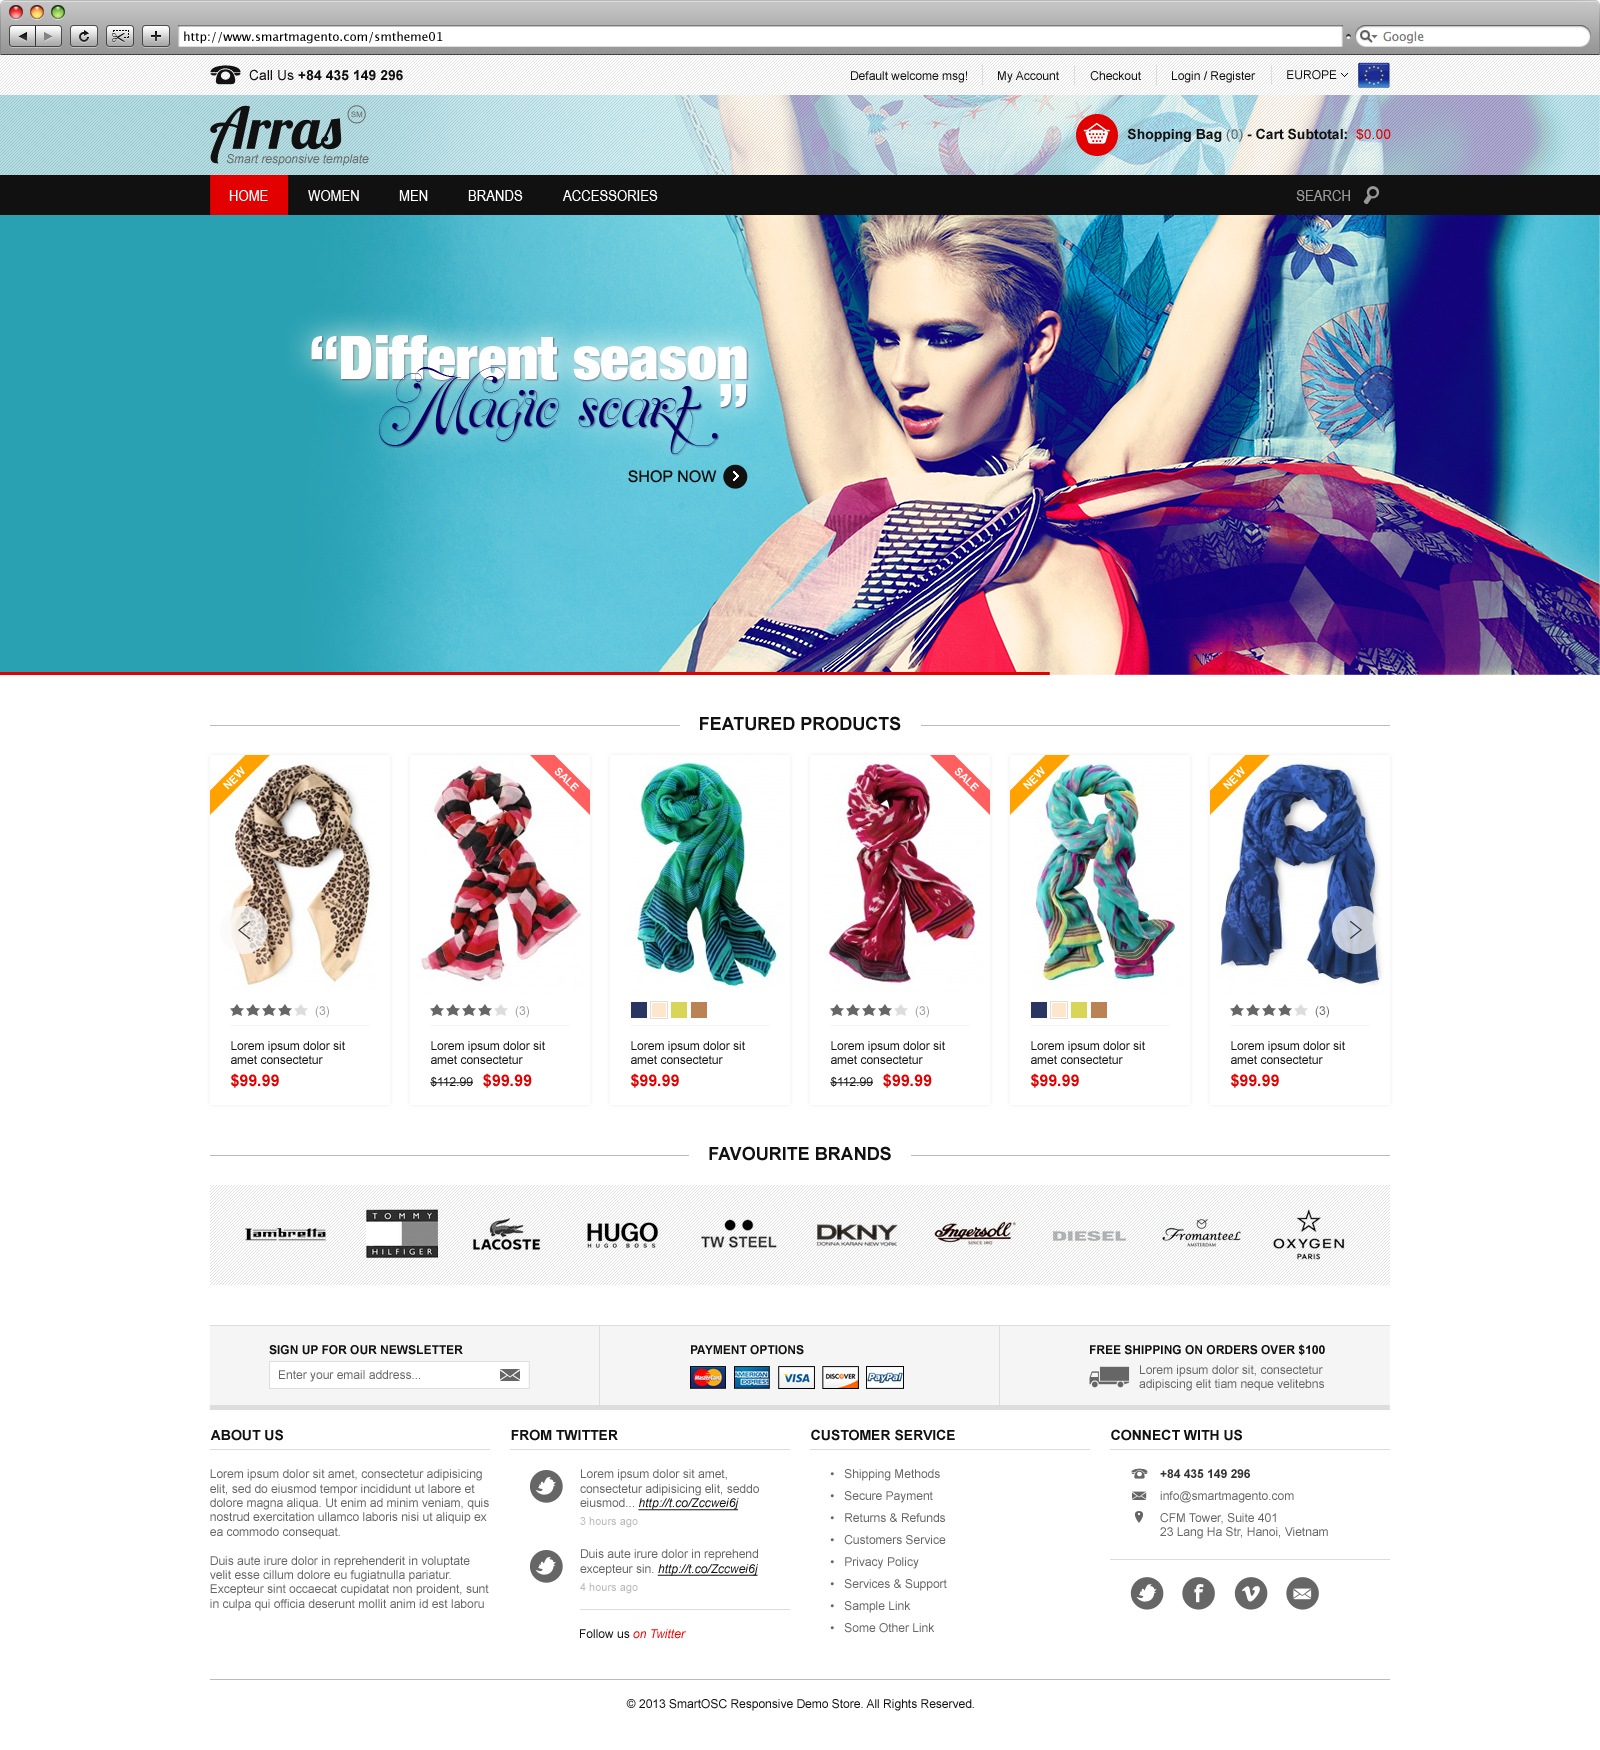 http://www.smartmagento.com/smtheme01
Google
Call Us +84 435 149 296
Default welcome msg!
My Account
Checkout
Login / Register
EUROPE
Arras SM
Smart responsive template
Shopping Bag (0) - Cart Subtotal: $0.00
HOME
WOMEN
MEN
BRANDS
ACCESSORIES
SEARCH
“Different season
Magic scarf ”
SHOP NOW
FEATURED PRODUCTS
NEW
SALE
SALE
NEW
NEW
(3)
(3)
(3)
(3)
Lorem ipsum dolor sit
amet consectetur
$99.99
Lorem ipsum dolor sit
amet consectetur
$112.99 $99.99
Lorem ipsum dolor sit
amet consectetur
$99.99
Lorem ipsum dolor sit
amet consectetur
$112.99 $99.99
Lorem ipsum dolor sit
amet consectetur
$99.99
Lorem ipsum dolor sit
amet consectetur
$99.99
FAVOURITE BRANDS
Lambretta
TOMMY
HILFIGER
LACOSTE
HUGO
HUGO BOSS
TW STEEL
DKNY
DONNA KARAN NEW YORK
Ingersoll
SINCE 1892
DIESEL
Fromanteel
AMSTERDAM
OXYGEN
PARIS
SIGN UP FOR OUR NEWSLETTER
Enter your email address...
PAYMENT OPTIONS
MasterCard
AMERICAN
EXPRESS
VISA
DISCOVER
PayPal
FREE SHIPPING ON ORDERS OVER $100
Lorem ipsum dolor sit, consectetur
adipiscing elit tiam neque velitebns
ABOUT US
Lorem ipsum dolor sit amet, consectetur adipisicing
elit, sed do eiusmod tempor incididunt ut labore et
dolore magna aliqua. Ut enim ad minim veniam, quis
nostrud exercitation ullamco laboris nisi ut aliquip ex
ea commodo consequat.
Duis aute irure dolor in reprehenderit in voluptate
velit esse cillum dolore eu fugiatnulla pariatur.
Excepteur sint occaecat cupidatat non proident, sunt
in culpa qui officia deserunt mollit anim id est laboru
FROM TWITTER
Lorem ipsum dolor sit amet,
consectetur adipisicing elit, seddo
eiusmod... http://t.co/Zccwei6j
3 hours ago
Duis aute irure dolor in reprehend
excepteur sin. http://t.co/Zccwei6j
4 hours ago
Follow us on Twitter
CUSTOMER SERVICE
• Shipping Methods
• Secure Payment
• Returns & Refunds
• Customers Service
• Privacy Policy
• Services & Support
• Sample Link
• Some Other Link
CONNECT WITH US
+84 435 149 296
info@smartmagento.com
CFM Tower, Suite 401
23 Lang Ha Str, Hanoi, Vietnam
© 2013 SmartOSC Responsive Demo Store. All Rights Reserved.